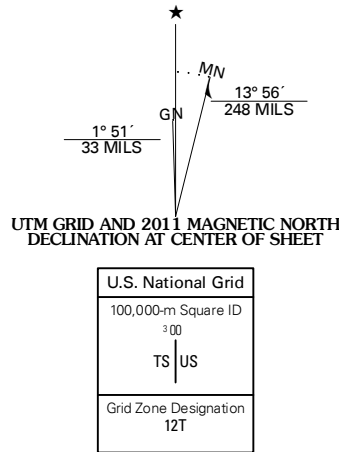 ★
MN
GN
13° 56´
248 MILS
1° 51´
33 MILS
UTM GRID AND 2011 MAGNETIC NORTH
DECLINATION AT CENTER OF SHEET
U.S. National Grid
100,000-m Square ID
³00
TS US
Grid Zone Designation
12T